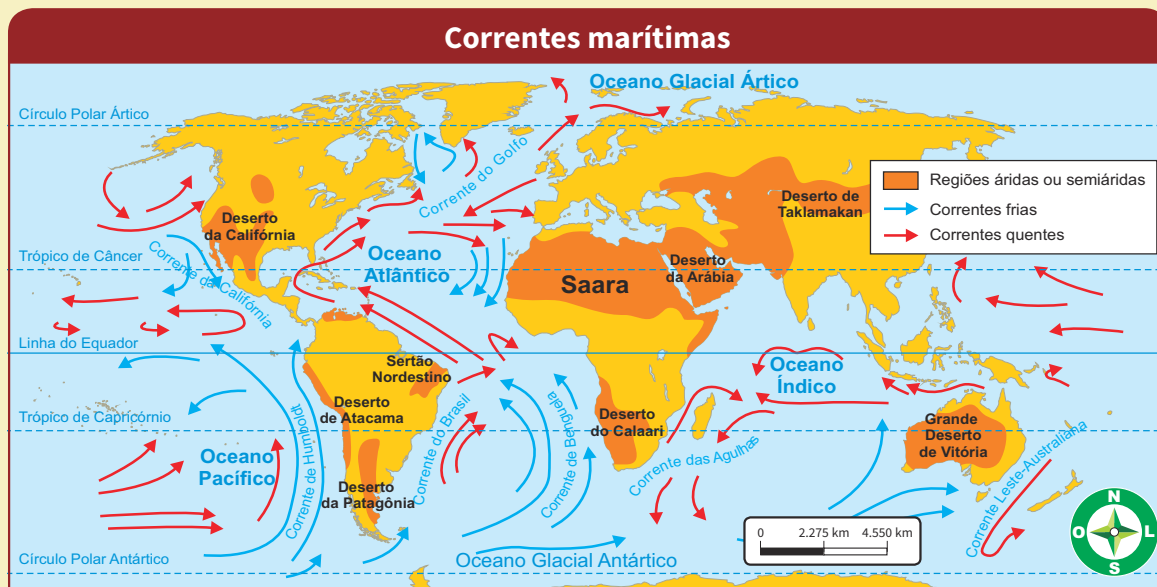 Correntes marítimas
Oceano Glacial Ártico
Círculo Polar Ártico
Corrente do Golfo
Regiões áridas ou semiáridas
Correntes frias
Correntes quentes
Deserto de
Taklamakan
Deserto
da Califórnia
Corrente da Califórnia
Trópico de Câncer
Oceano
Atlântico
Saara
Deserto
da Arábia
Linha do Equador
Sertão
Nordestino
Oceano
Índico
Deserto
de Atacama
Trópico de Capricórnio
Oceano
Pacífico
Corrente de Humboldt
Corrente do Brasil
Corrente de Benguela
Deserto
do Calaari
Corrente das Agulhas
Grande
Deserto
de Vitória
Corrente Leste-Australiana
Deserto
da Patagônia
0 2.275 km 4.550 km
N
O L
S
Círculo Polar Antártico
Oceano Glacial Antártico